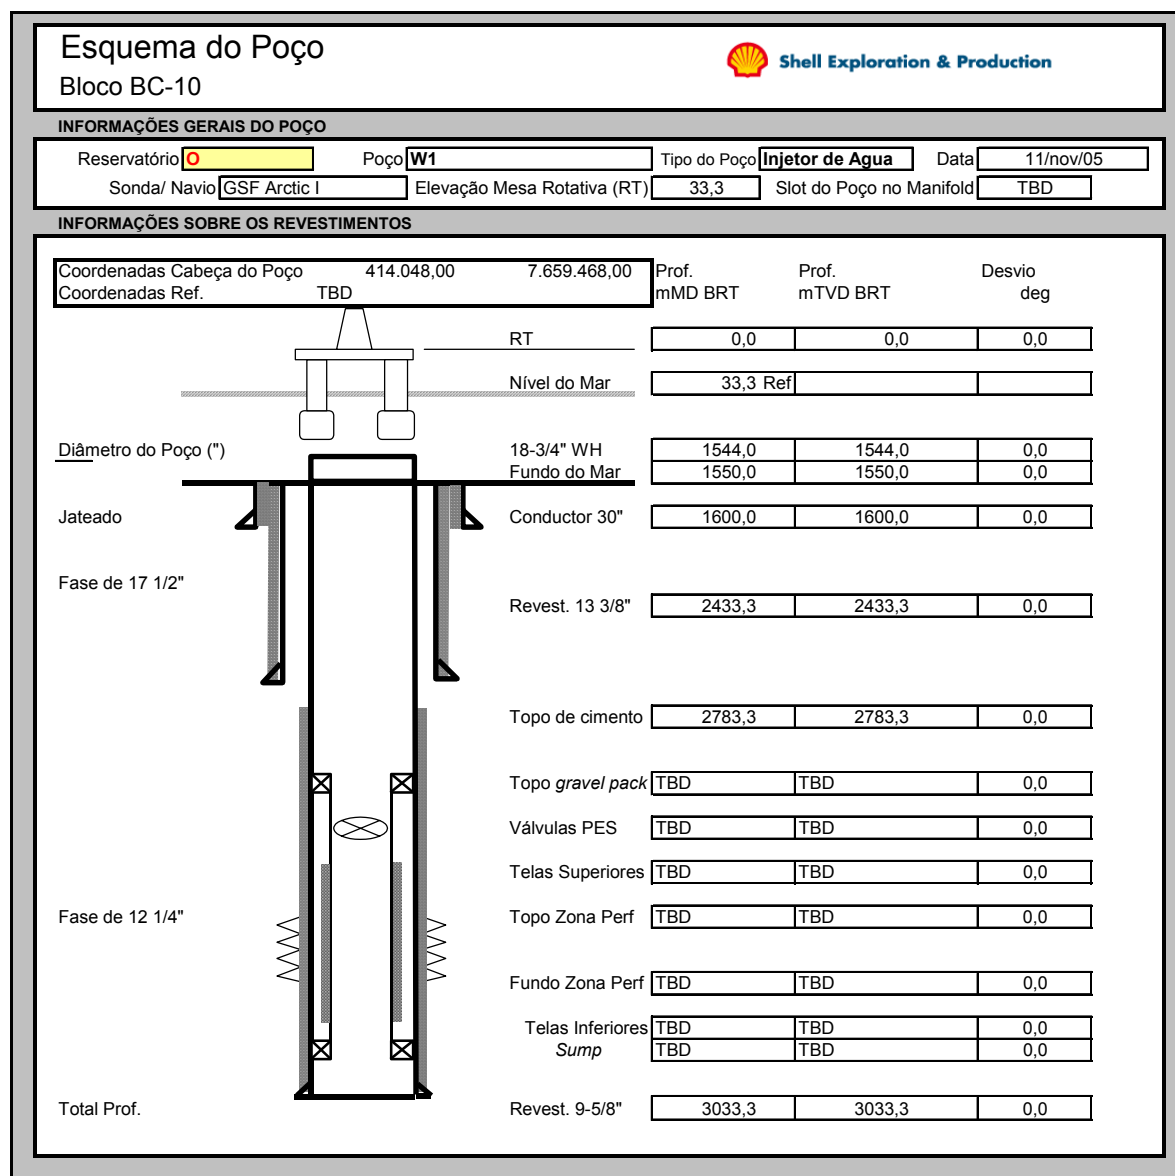 Esquema do Poço
Shell Exploration & Production
Bloco BC-10
INFORMAÇÕES GERAIS DO POÇO
Reservatório O Poço W1 Tipo do Poço Injetor de Agua Data 11/nov/05
Sonda/ Navio GSF Arctic I Elevação Mesa Rotativa (RT) 33,3 Slot do Poço no Manifold TBD
INFORMAÇÕES SOBRE OS REVESTIMENTOS
Coordenadas Cabeça do Poço 414.048,00 7.659.468,00 Prof. Prof. Desvio
Coordenadas Ref. TBD mMD BRT mTVD BRT deg
RT 0,0 0,0 0,0
Nível do Mar 33,3 Ref
Diâmetro do Poço (") 18-3/4" WH 1544,0 1544,0 0,0
Fundo do Mar 1550,0 1550,0 0,0
Jateado Conductor 30" 1600,0 1600,0 0,0
Fase de 17 1/2"
Revest. 13 3/8" 2433,3 2433,3 0,0
Topo de cimento 2783,3 2783,3 0,0
Topo gravel pack TBD TBD 0,0
Válvulas PES TBD TBD 0,0
Telas Superiores TBD TBD 0,0
Fase de 12 1/4" Topo Zona Perf TBD TBD 0,0
Fundo Zona Perf TBD TBD 0,0
Telas Inferiores TBD TBD 0,0
Sump TBD TBD 0,0
Total Prof. Revest. 9-5/8" 3033,3 3033,3 0,0